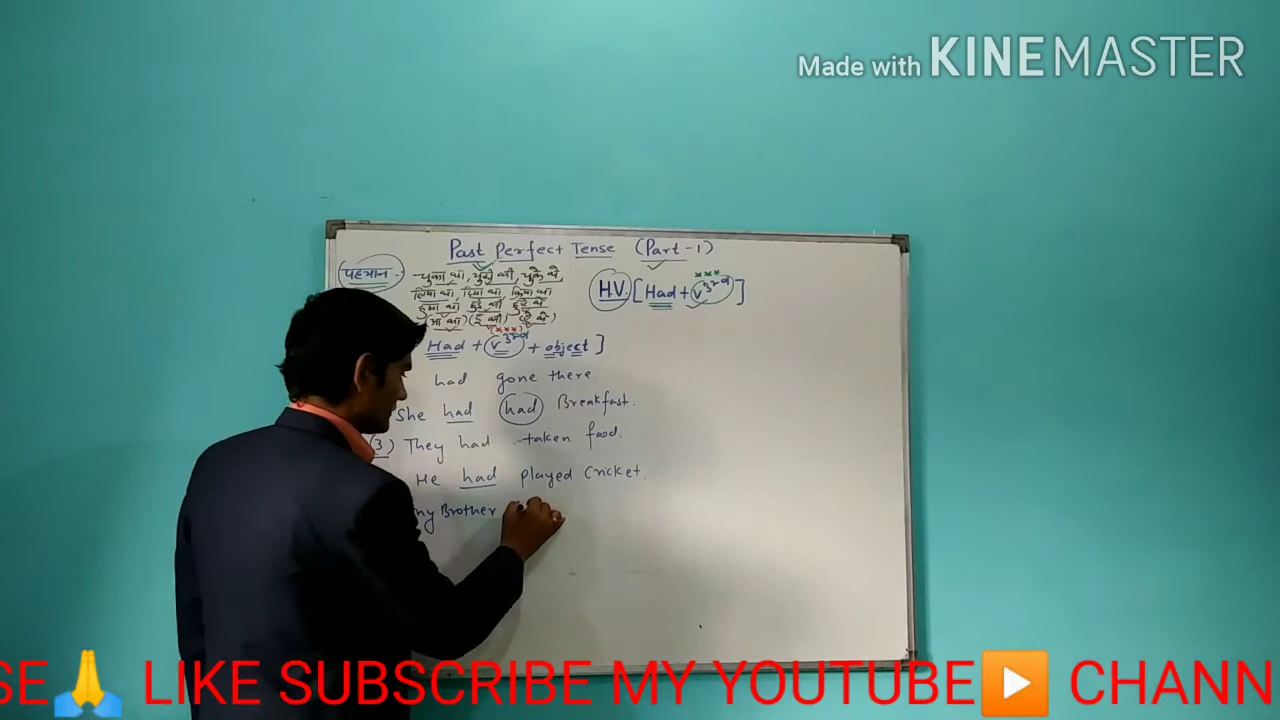 Made with KINEMASTER
Past Perfect Tense (Part-1)
पहचान - चुका था, चुकी थी, चुके थे,
लिया था, दिया था, किया था
हुआ था हुई थी हुए थे
(आ था) (ई थी) (ए थे)
H.V. [Had + V3rd]
***
(***)
Had + V3rd + object]
had gone there
She had had Breakfast.
(3) They had taken food.
He had played Cricket.
my Brother
SE🙏 LIKE SUBSCRIBE MY YOUTUBE▶️ CHANN